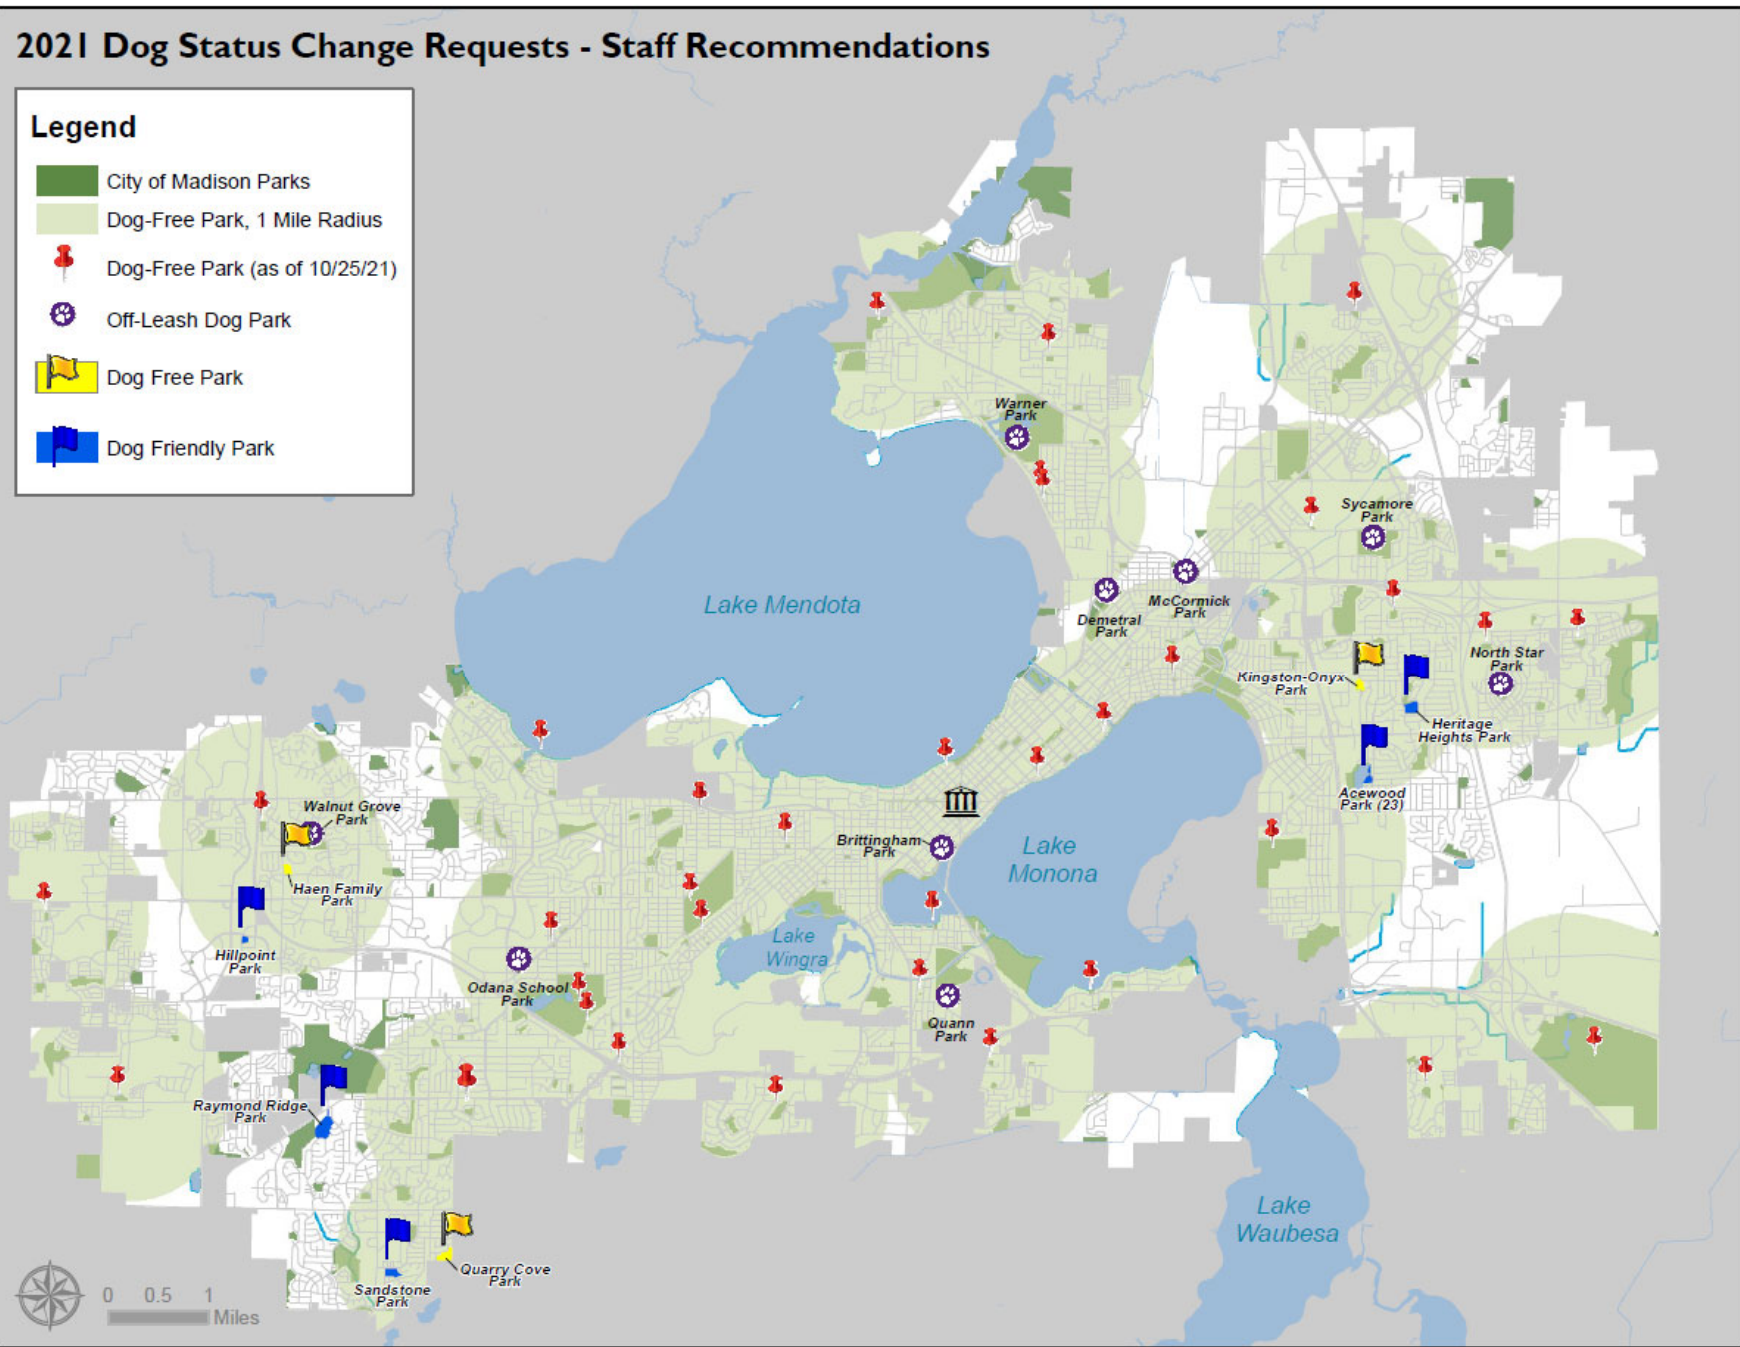 2021 Dog Status Change Requests - Staff Recommendations
Legend
City of Madison Parks
Dog-Free Park, 1 Mile Radius
Dog-Free Park (as of 10/25/21)
Off-Leash Dog Park
Dog Free Park
Dog Friendly Park
Warner
Park
Sycamore
Park
Lake Mendota
McCormick
Park
Demetral
Park
North Star
Park
Kingston-Onyx
Park
Heritage
Heights Park
Acewood
Park (23)
Walnut Grove
Park
Brittingham
Park
Lake
Monona
Haen Family
Park
Hillpoint
Park
Lake
Wingra
Odana School
Park
Quann
Park
Raymond Ridge
Park
Lake
Waubesa
Quarry Cove
Park
Sandstone
Park
0 0.5 1
Miles